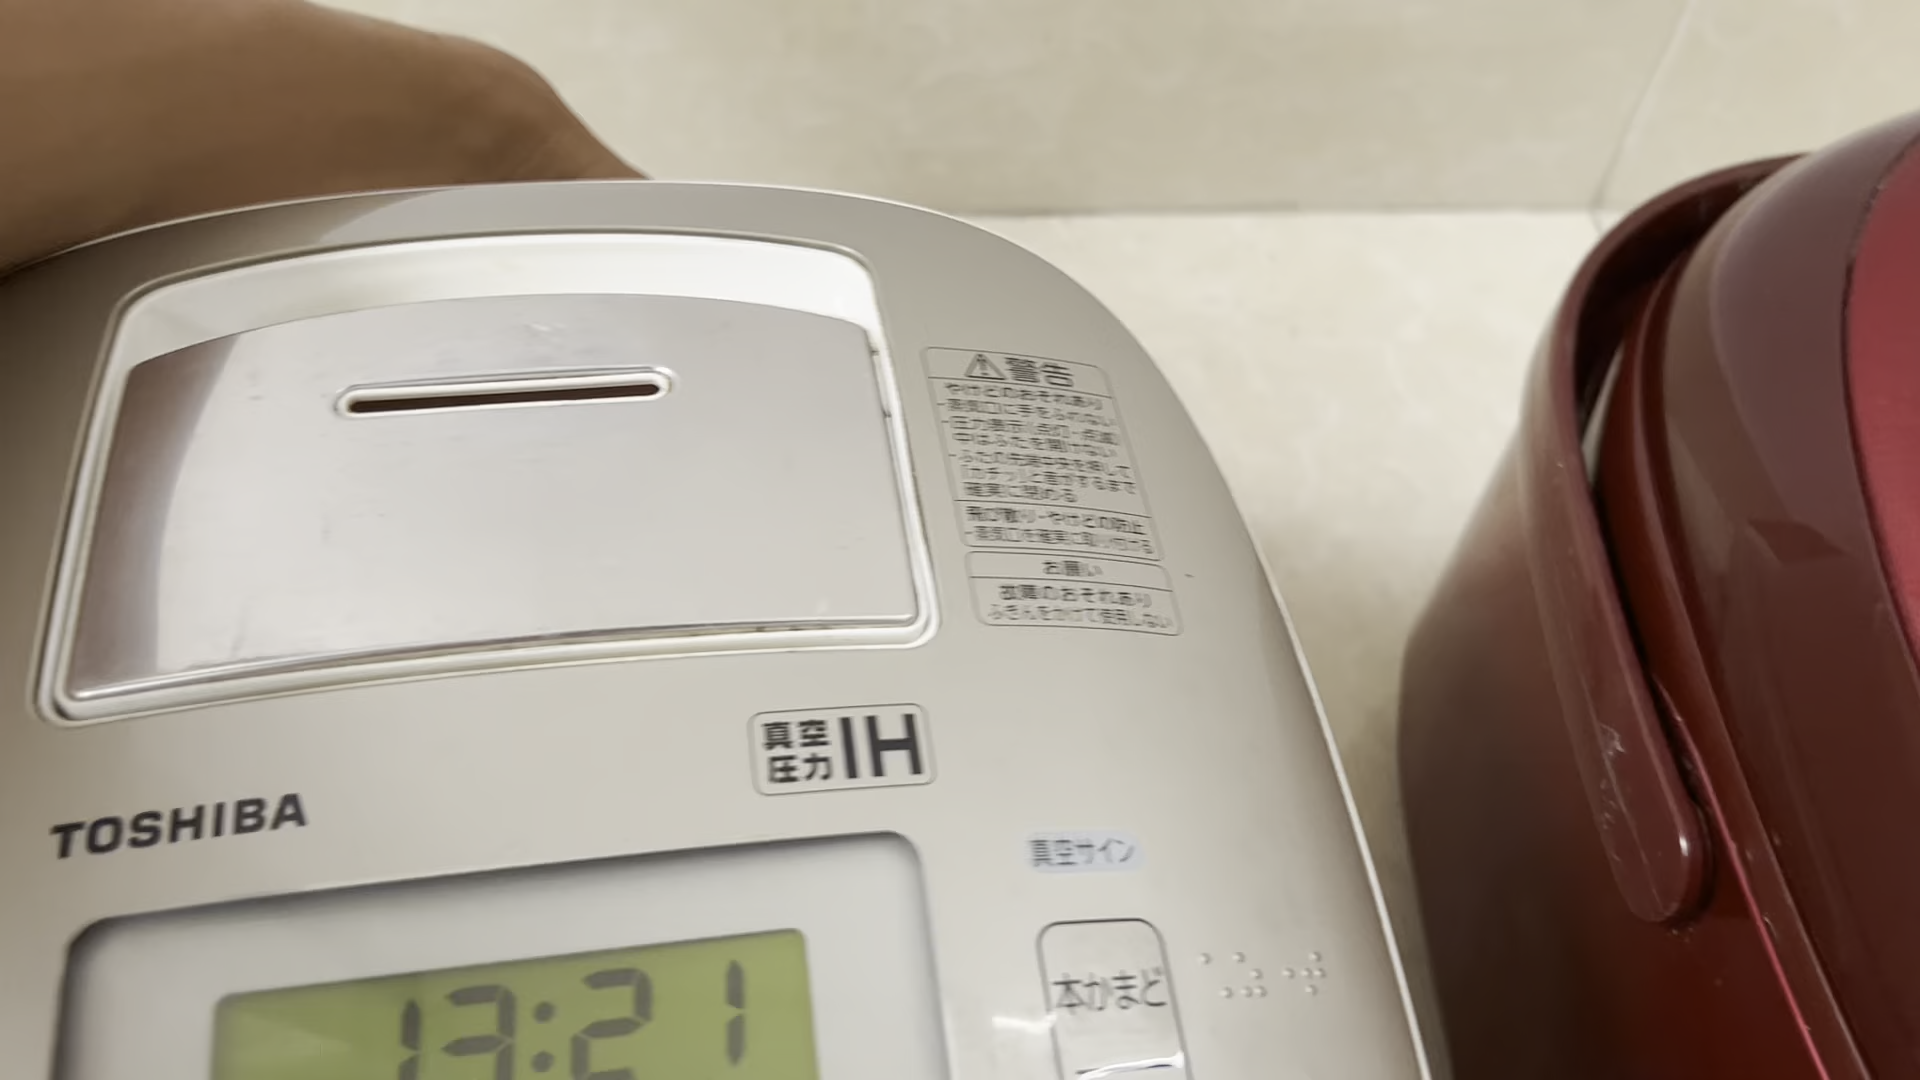 警告
やけどのおそれあり
・蒸気口に手をふれない
・圧力表示(点灯・点滅)
中はふたを開けない
・ふたの先端中央を押して
「カチッ」と音がするまで
確実に閉める
飛び散り・やけどの防止
・蒸気口を確実に取り付ける
お願い
故障のおそれあり
ふきんをかけて使用しない
真空
圧力 IH
TOSHIBA
真空サイン
13:21
本かまど